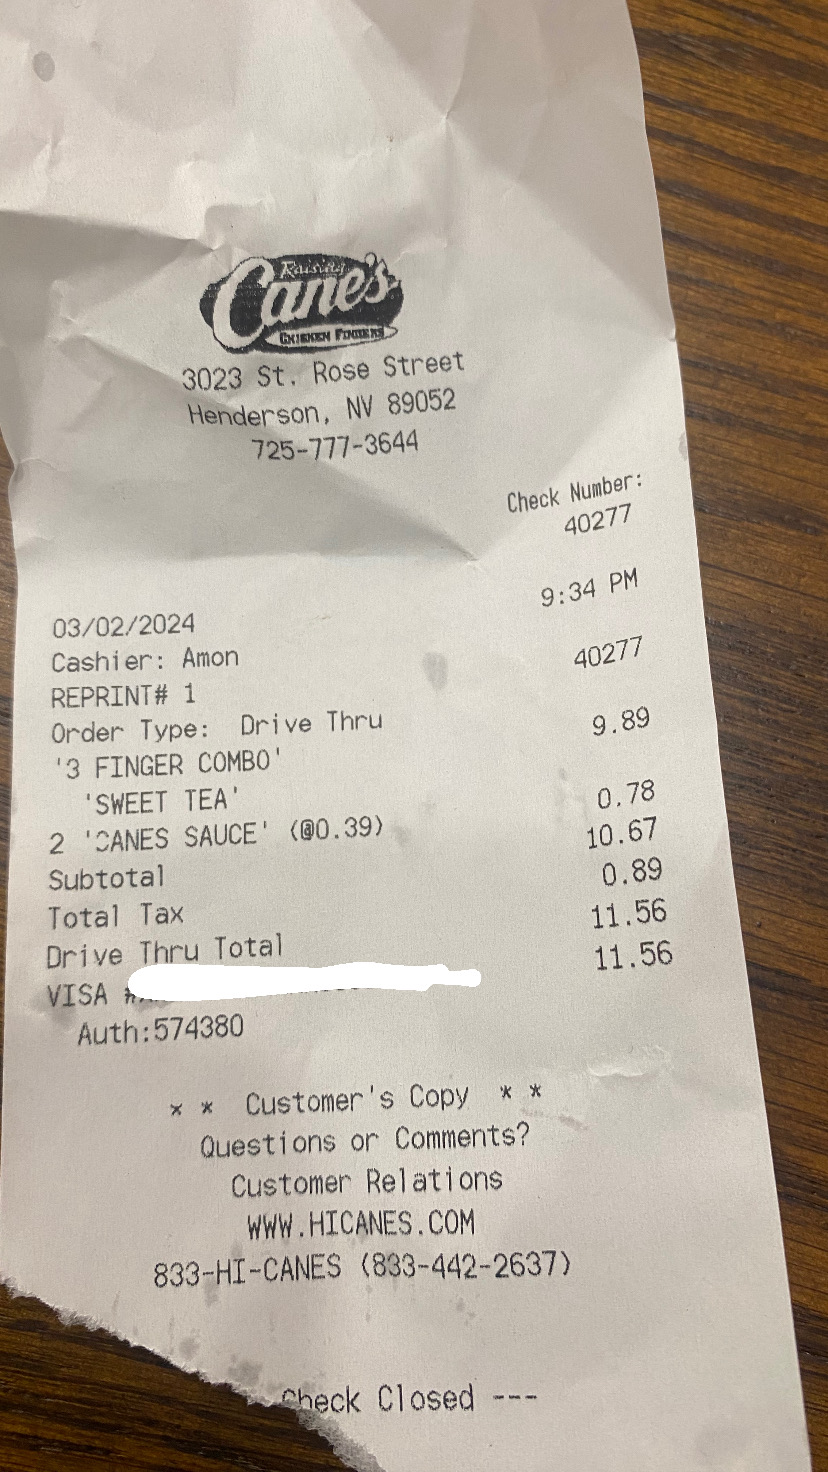 Raising
Cane's
CHICKEN FINGERS
3023 St. Rose Street
Henderson, NV 89052
725-777-3644
Check Number:
40277
03/02/2024 9:34 PM
Cashier: Amon
REPRINT# 1 40277
Order Type: Drive Thru
'3 FINGER COMBO' 9.89
'SWEET TEA'
2 'CANES SAUCE' (@0.39) 0.78
Subtotal 10.67
Total Tax 0.89
Drive Thru Total 11.56
VISA 11.56
Auth:574380
* * Customer's Copy * *
Questions or Comments?
Customer Relations
WWW.HICANES.COM
833-HI-CANES (833-442-2637)
Check Closed ---